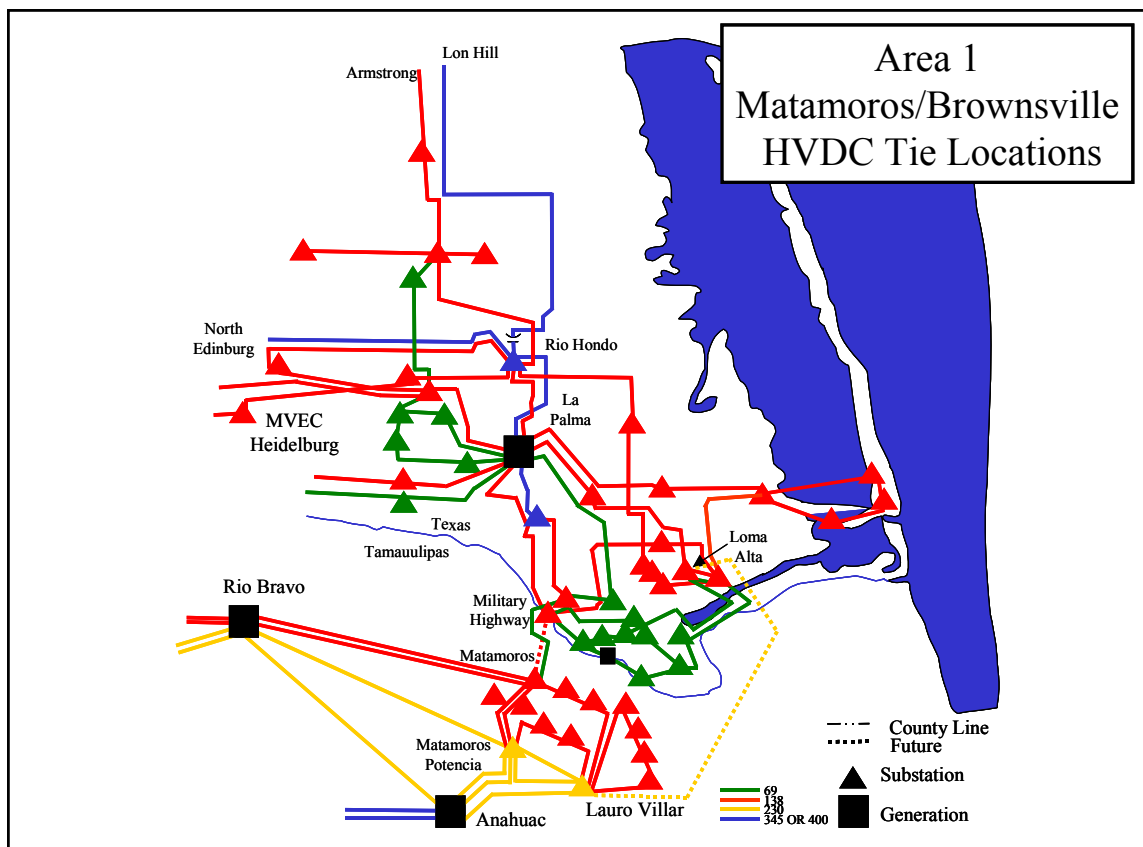 Area 1
Matamoros/Brownsville
HVDC Tie Locations
Lon Hill
Armstrong
North
Edinburg
Rio Hondo
La
Palma
MVEC
Heidelburg
Texas
Tamauulipas
Loma
Alta
Rio Bravo
Military
Highway
Matamoros
Matamoros
Potencia
Anahuac
Lauro Villar
County Line
Future
Substation
Generation
69
138
230
345 OR 400